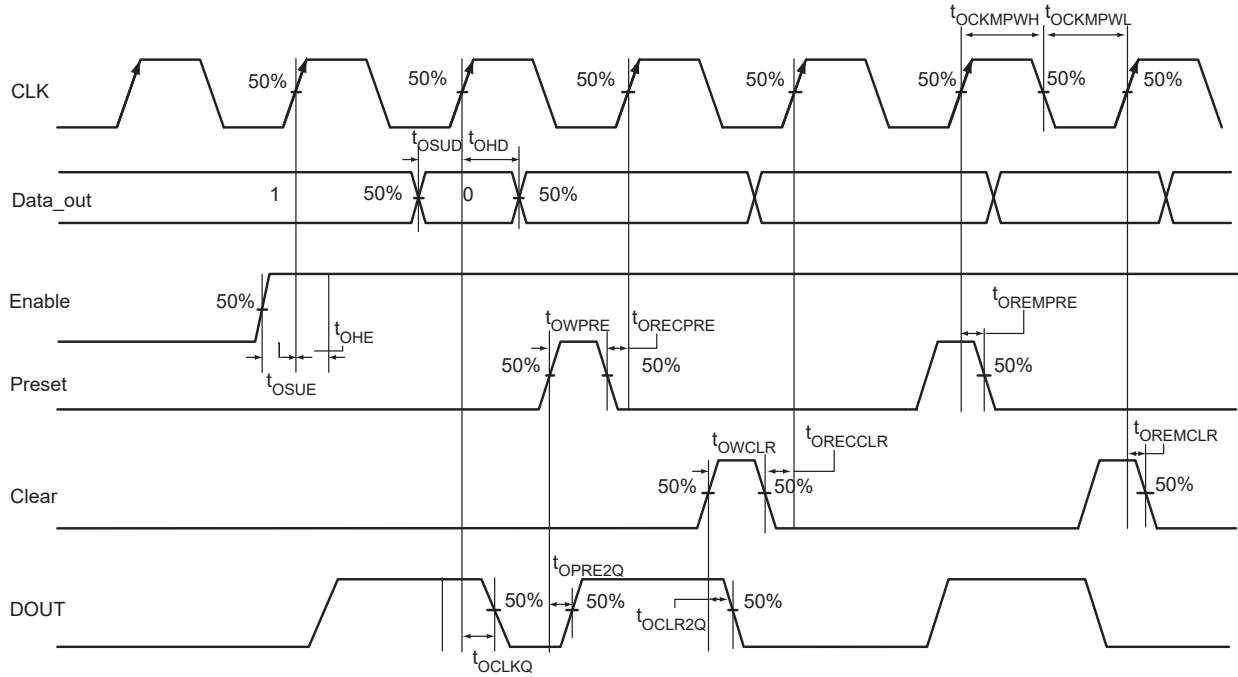 tOCKMPWH tOCKMPWL
CLK 50% 50% 50% 50% 50% 50% 50%
tOSUD tOHD
Data_out 1 50% 0 50%
Enable 50%
tOHE tOWPRE tORECPRE tOREMPRE
Preset tOSUE 50% 50% 50%
tOWCLR tORECCLR tOREMCLR
Clear 50% 50% 50%
tOPRE2Q
DOUT 50% 50% tOCLR2Q 50%
tOCLKQ